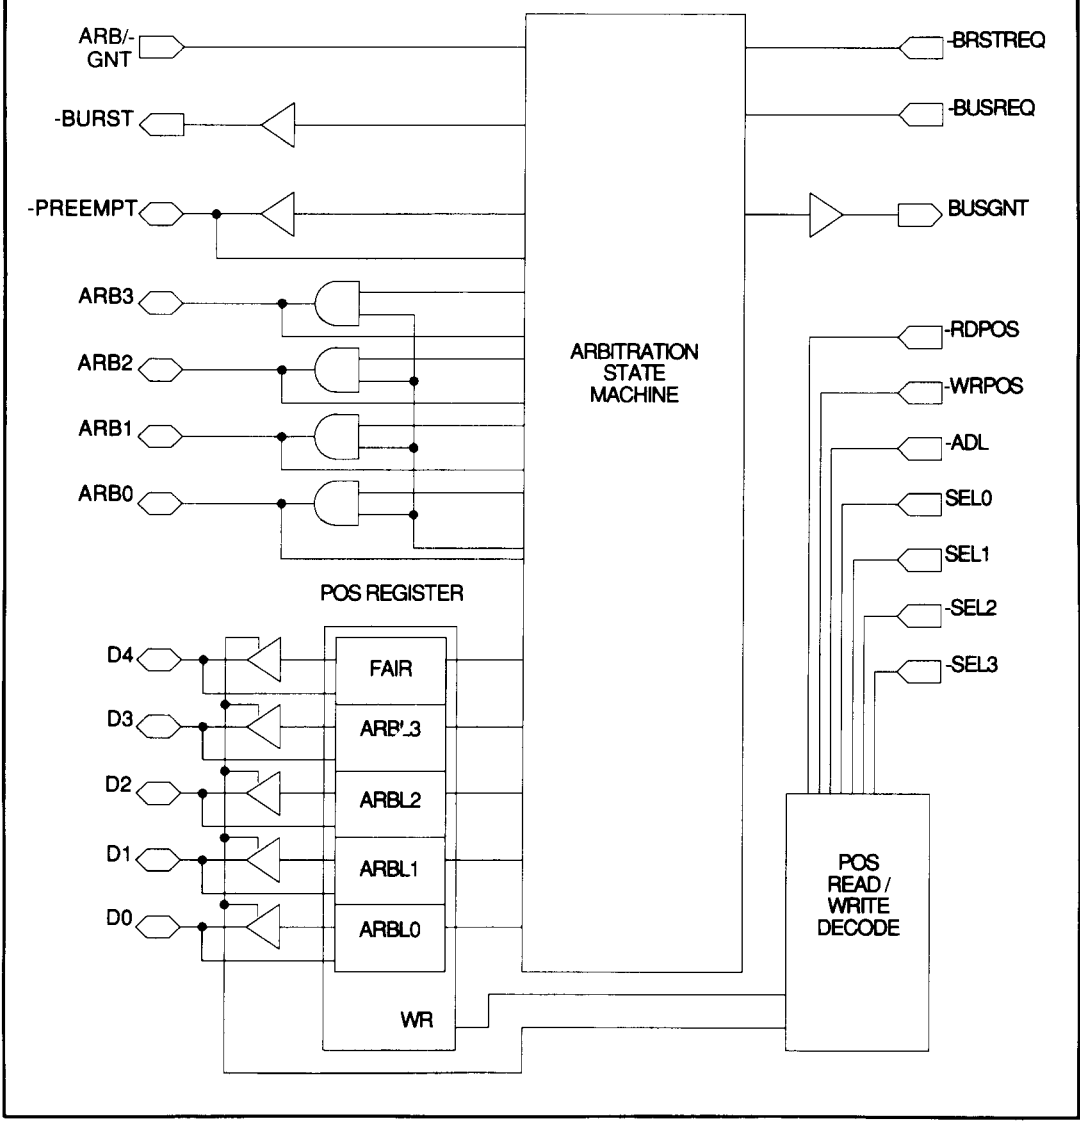 ARB/-
GNT
-BURST
-PREEMPT
ARB3
ARB2
ARB1
ARB0
ARBITRATION
STATE
MACHINE
-BRSTREQ
-BUSREQ
BUSGNT
-RDPOS
-WRPOS
-ADL
SEL0
SEL1
-SEL2
-SEL3
POS REGISTER
D4
D3
D2
D1
D0
FAIR
ARBL3
ARBL2
ARBL1
ARBL0
WR
POS
READ /
WRITE
DECODE